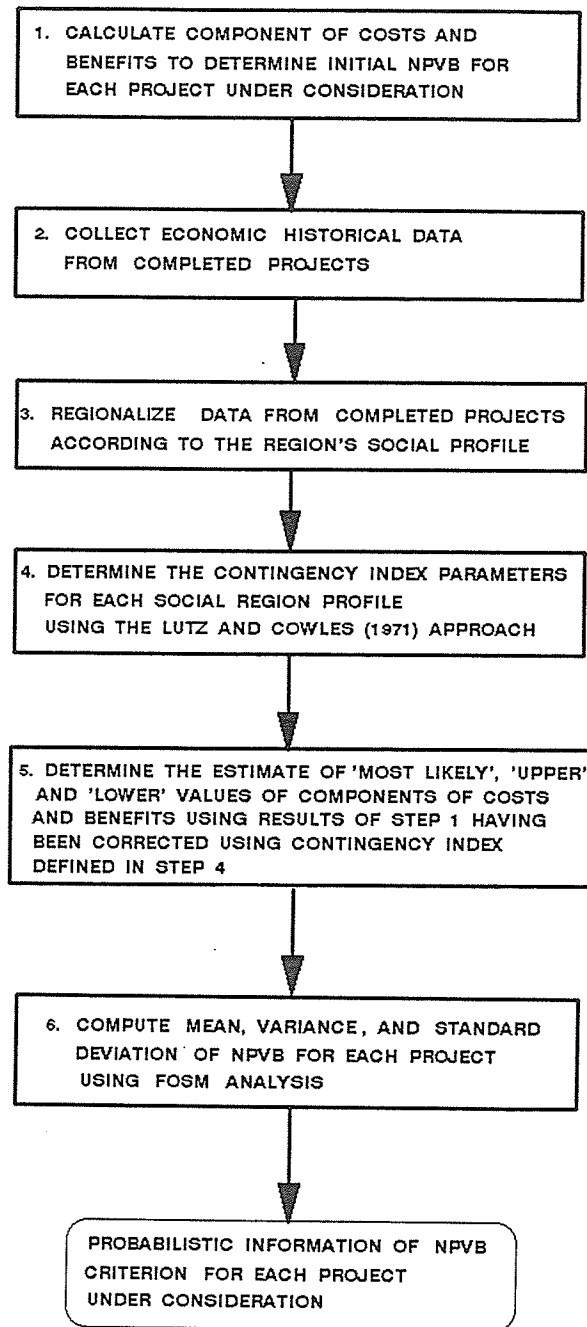 1. CALCULATE COMPONENT OF COSTS AND
BENEFITS TO DETERMINE INITIAL NPVB FOR
EACH PROJECT UNDER CONSIDERATION
2. COLLECT ECONOMIC HISTORICAL DATA
FROM COMPLETED PROJECTS
3. REGIONALIZE DATA FROM COMPLETED PROJECTS
ACCORDING TO THE REGION'S SOCIAL PROFILE
4. DETERMINE THE CONTINGENCY INDEX PARAMETERS
FOR EACH SOCIAL REGION PROFILE
USING THE LUTZ AND COWLES (1971) APPROACH
5. DETERMINE THE ESTIMATE OF 'MOST LIKELY', 'UPPER'
AND 'LOWER' VALUES OF COMPONENTS OF COSTS
AND BENEFITS USING RESULTS OF STEP 1 HAVING
BEEN CORRECTED USING CONTINGENCY INDEX
DEFINED IN STEP 4
6. COMPUTE MEAN, VARIANCE, AND STANDARD
DEVIATION OF NPVB FOR EACH PROJECT
USING FOSM ANALYSIS
PROBABILISTIC INFORMATION OF NPVB
CRITERION FOR EACH PROJECT
UNDER CONSIDERATION